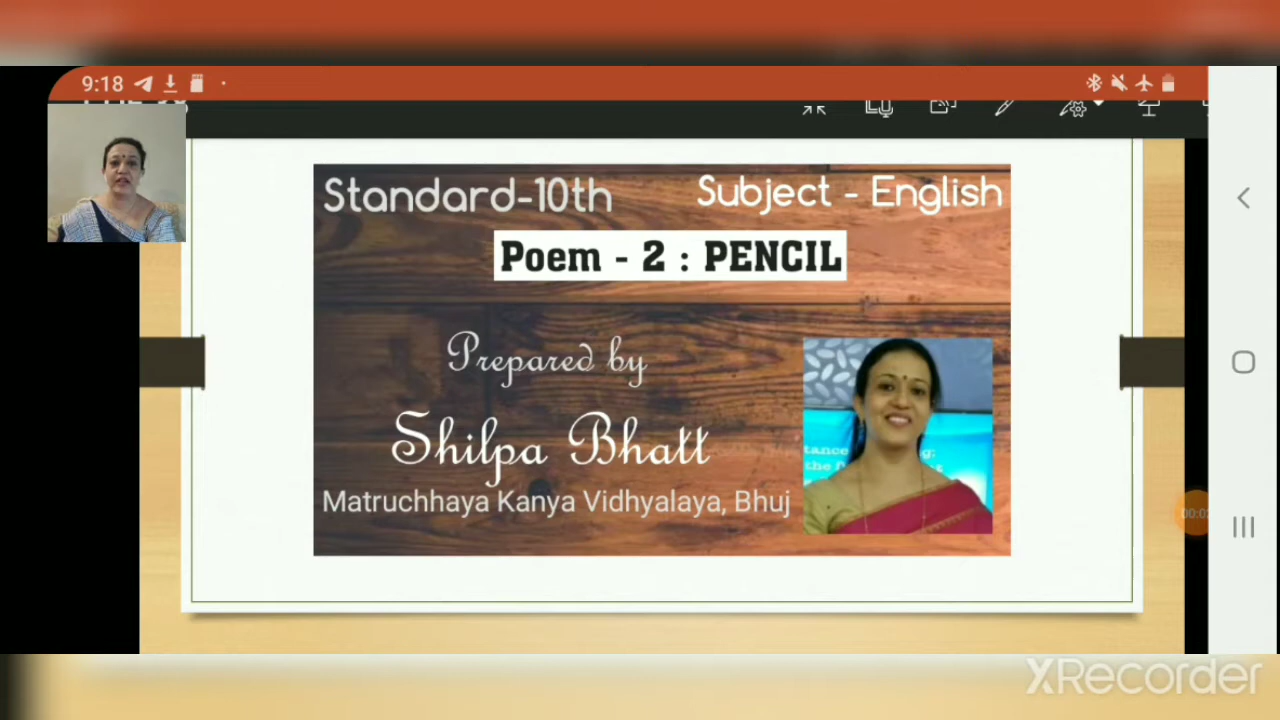 9:18
Standard-10th
Subject - English
Poem - 2 : PENCIL
Prepared by
Shilpa Bhatt
Matruchhaya Kanya Vidhyalaya, Bhuj
XRecorder